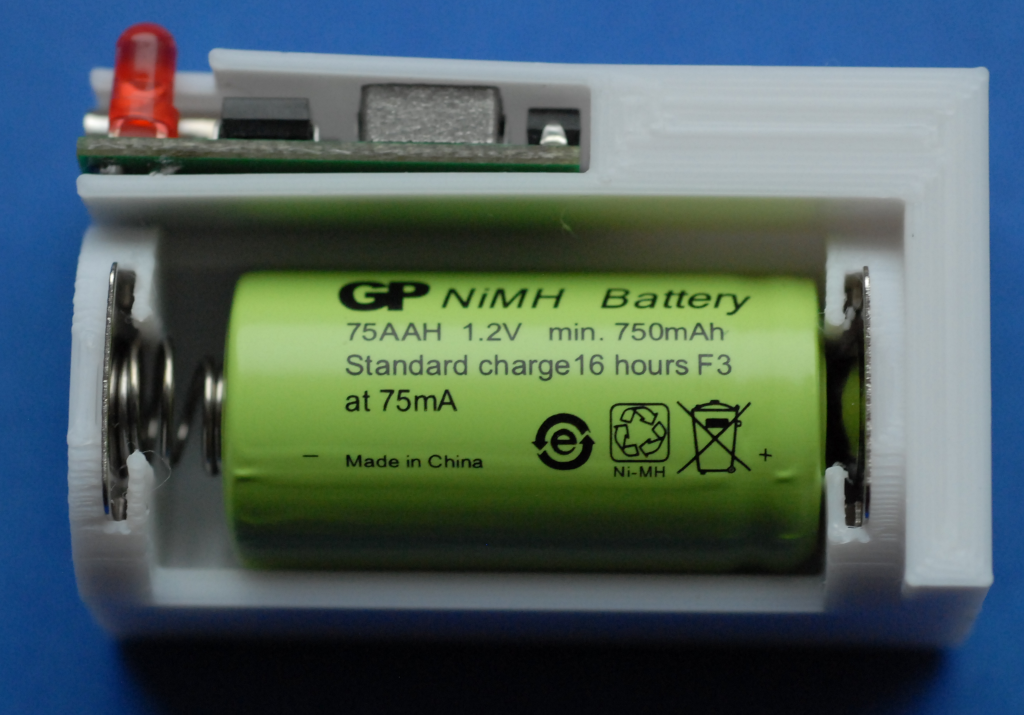 GP NiMH Battery
75AAH 1.2V min. 750mAh
Standard charge16 hours F3
at 75mA
e
Ni-MH
− Made in China +